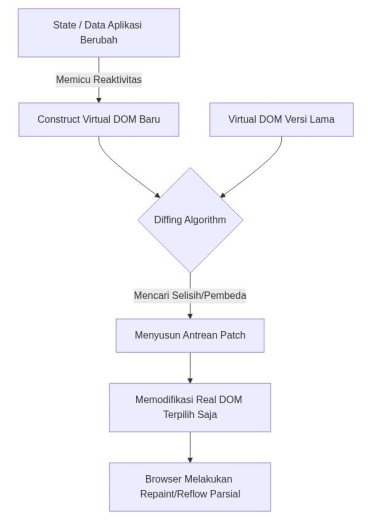 State / Data Aplikasi
Berubah
Memicu Reaktivitas
Construct Virtual DOM Baru
Virtual DOM Versi Lama
Diffing Algorithm
Mencari Selisih/Pembeda
Menyusun Antrean Patch
Memodifikasi Real DOM
Terpilih Saja
Browser Melakukan
Repaint/Reflow Parsial